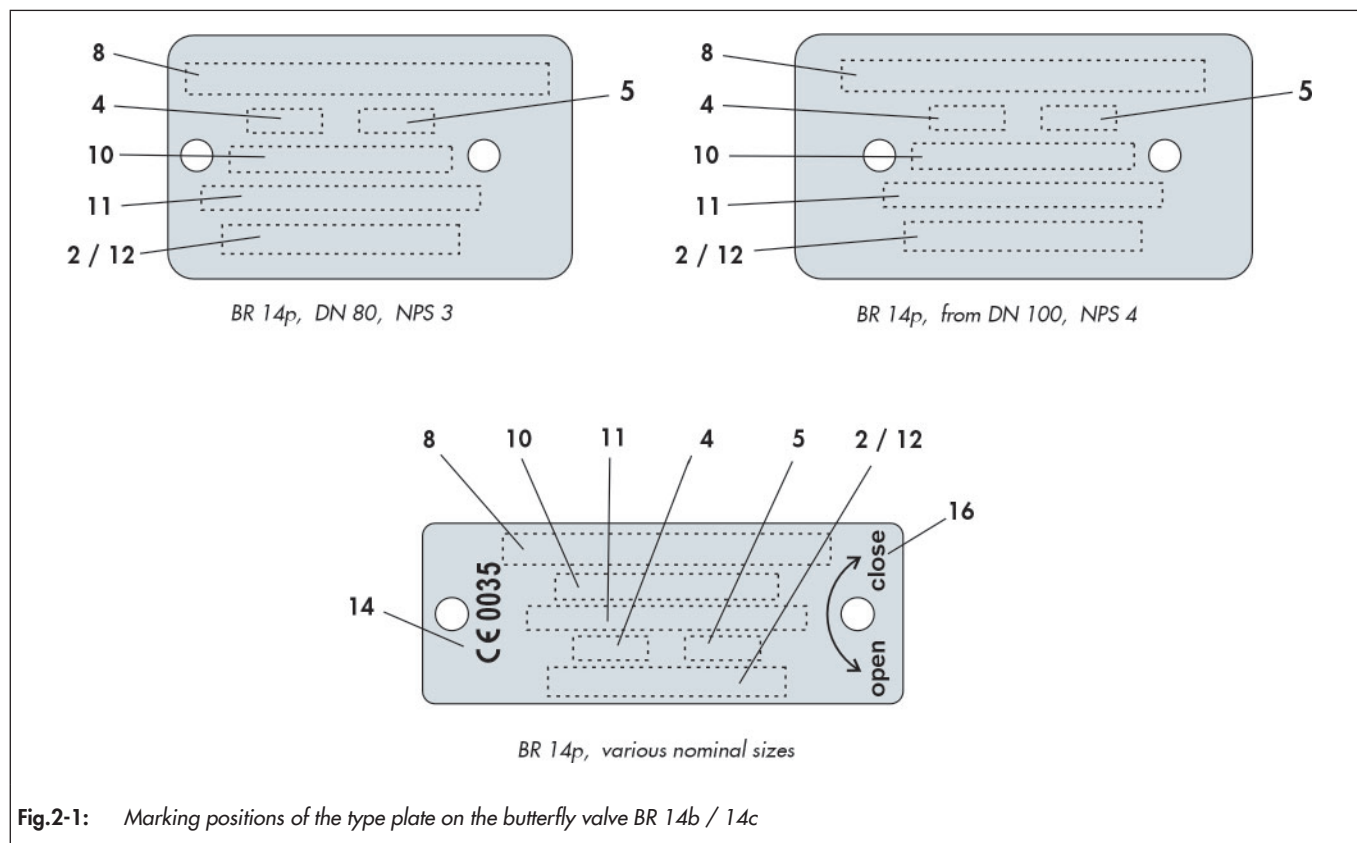 8
4
5
10
11
2 / 12
BR 14p, DN 80, NPS 3
8
4
5
10
11
2 / 12
BR 14p, from DN 100, NPS 4
8 10 11 4 5 2 / 12
16
14
CE 0035
close
open
BR 14p, various nominal sizes
Fig.2-1: Marking positions of the type plate on the butterfly valve BR 14b / 14c